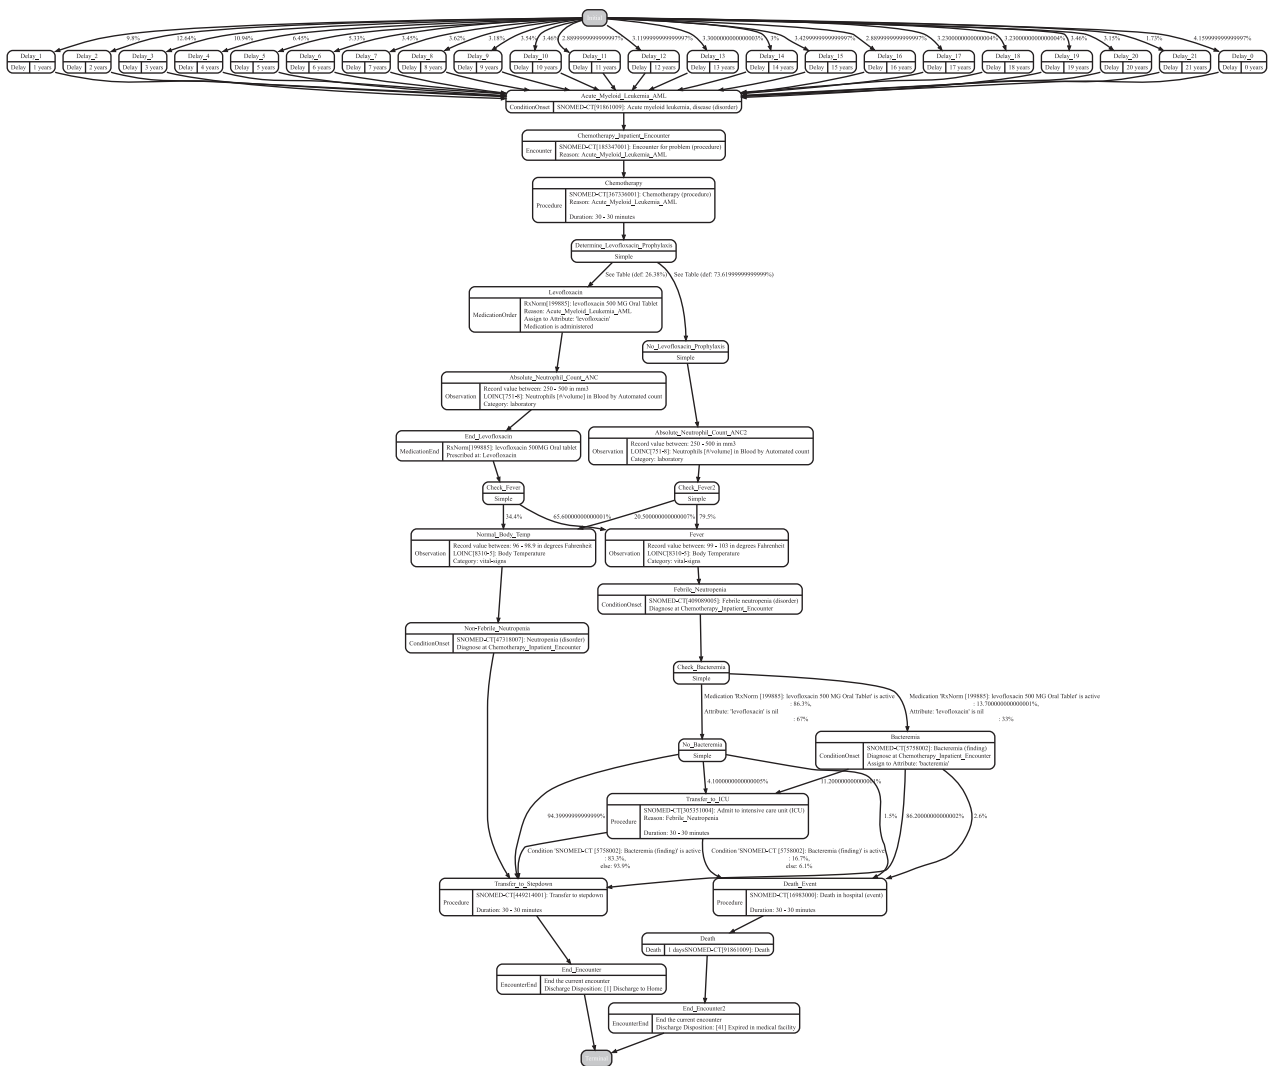 Initial
9.8%
12.64%
10.94%
6.45%
5.33%
3.45%
3.62%
3.18%
3.54%
3.46%
2.8899999999999997%
3.1199999999999997%
3.3000000000000003%
3%
3.4299999999999997%
2.8899999999999997%
3.2300000000000004%
3.2300000000000004%
3.46%
3.15%
1.73%
4.1599999999999997%
Delay_1
Delay 1 years
Delay_2
Delay 2 years
Delay_3
Delay 3 years
Delay_4
Delay 4 years
Delay_5
Delay 5 years
Delay_6
Delay 6 years
Delay_7
Delay 7 years
Delay_8
Delay 8 years
Delay_9
Delay 9 years
Delay_10
Delay 10 years
Delay_11
Delay 11 years
Delay_12
Delay 12 years
Delay_13
Delay 13 years
Delay_14
Delay 14 years
Delay_15
Delay 15 years
Delay_16
Delay 16 years
Delay_17
Delay 17 years
Delay_18
Delay 18 years
Delay_19
Delay 19 years
Delay_20
Delay 20 years
Delay_21
Delay 21 years
Delay_0
Delay 0 years
Acute_Myeloid_Leukemia_AML
ConditionOnset SNOMED-CT[91861009]: Acute myeloid leukemia, disease (disorder)
Chemotherapy_Inpatient_Encounter
Encounter
SNOMED-CT[185347001]: Encounter for problem (procedure)
Reason: Acute_Myeloid_Leukemia_AML
Chemotherapy
Procedure
SNOMED-CT[367336001]: Chemotherapy (procedure)
Reason: Acute_Myeloid_Leukemia_AML
Duration: 30 - 30 minutes
Determine_Levofloxacin_Prophylaxis
Simple
See Table (def: 26.38%)
See Table (def: 73.61999999999999%)
Levofloxacin
MedicationOrder
RxNorm[199885]: levofloxacin 500 MG Oral Tablet
Reason: Acute_Myeloid_Leukemia_AML
Assign to Attribute: 'levofloxacin'
Medication is administered
No_Levofloxacin_Prophylaxis
Simple
Absolute_Neutrophil_Count_ANC
Observation
Record value between: 250 - 500 in mm3
LOINC[751-8]: Neutrophils [#/volume] in Blood by Automated count
Category: laboratory
End_Levofloxacin
MedicationEnd
RxNorm[199885]: levofloxacin 500MG Oral tablet
Prescribed at: Levofloxacin
Absolute_Neutrophil_Count_ANC2
Observation
Record value between: 250 - 500 in mm3
LOINC[751-8]: Neutrophils [#/volume] in Blood by Automated count
Category: laboratory
Check_Fever
Simple
Check_Fever2
Simple
34.4%
65.60000000000001%
20.500000000000007%
79.5%
Normal_Body_Temp
Observation
Record value between: 96 - 98.9 in degrees Fahrenheit
LOINC[8310-5]: Body Temperature
Category: vital-signs
Fever
Observation
Record value between: 99 - 103 in degrees Fahrenheit
LOINC[8310-5]: Body Temperature
Category: vital-signs
Febrile_Neutropenia
ConditionOnset
SNOMED-CT[409089005]: Febrile neutropenia (disorder)
Diagnose at Chemotherapy_Inpatient_Encounter
Non-Febrile_Neutropenia
ConditionOnset
SNOMED-CT[47318007]: Neutropenia (disorder)
Diagnose at Chemotherapy_Inpatient_Encounter
Check_Bacteremia
Simple
Medication 'RxNorm [199885]: levofloxacin 500 MG Oral Tablet' is active
: 86.3%,
Attribute: 'levofloxacin' is nil
: 67%
Medication 'RxNorm [199885]: levofloxacin 500 MG Oral Tablet' is active
: 13.700000000000001%,
Attribute: 'levofloxacin' is nil
: 33%
No_Bacteremia
Simple
Bacteremia
ConditionOnset
SNOMED-CT[5758002]: Bacteremia (finding)
Diagnose at Chemotherapy_Inpatient_Encounter
Assign to Attribute: 'bacteremia'
4.1000000000000005%
11.200000000000001%
Transfer_to_ICU
Procedure
SNOMED-CT[305351004]: Admit to intensive care unit (ICU)
Reason: Febrile_Neutropenia
Duration: 30 - 30 minutes
94.39999999999999%
1.5%
86.20000000000002%
2.6%
Condition 'SNOMED-CT [5758002]: Bacteremia (finding)' is active
: 83.3%,
else: 93.9%
Condition 'SNOMED-CT [5758002]: Bacteremia (finding)' is active
: 16.7%,
else: 6.1%
Transfer_to_Stepdown
Procedure
SNOMED-CT[449214001]: Transfer to stepdown
Duration: 30 - 30 minutes
Death_Event
Procedure
SNOMED-CT[16983000]: Death in hospital (event)
Duration: 30 - 30 minutes
Death
Death 1 daysSNOMED-CT[91861009]: Death
End_Encounter
EncounterEnd
End the current encounter
Discharge Disposition: [1] Discharge to Home
End_Encounter2
EncounterEnd
End the current encounter
Discharge Disposition: [41] Expired in medical facility
Terminal